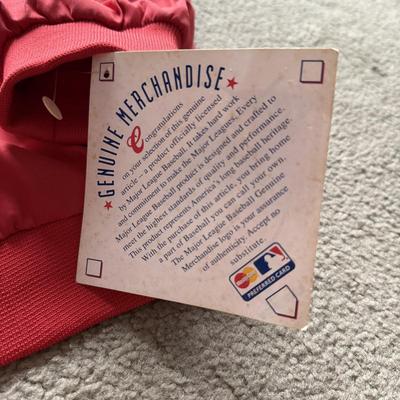 ★ GENUINE MERCHANDISE ★
Congratulations
on your selection of this genuine
article – a product officially licensed
by Major League Baseball. It takes hard work
and commitment to make the Major Leagues. Every
Major League Baseball product is designed and crafted to
meet the highest standards of quality and performance.
This product represents America's long baseball heritage.
With the purchase of this article, you bring home
a part of Baseball you can call your own.
The Major League Baseball Genuine
Merchandise logo is your assurance
of authenticity. Accept no
substitute.
PREFERRED CARD